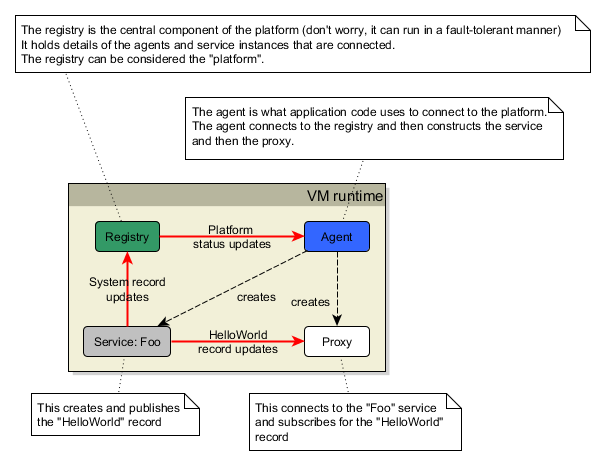 The registry is the central component of the platform (don't worry, it can run in a fault-tolerant manner)
It holds details of the agents and service instances that are connected.
The registry can be considered the "platform".
The agent is what application code uses to connect to the platform.
The agent connects to the registry and then constructs the service
and then the proxy.
VM runtime
Registry
Platform
status updates
Agent
System record
updates
creates
creates
Service: Foo
HelloWorld
record updates
Proxy
This creates and publishes
the "HelloWorld" record
This connects to the "Foo" service
and subscribes for the "HelloWorld"
record